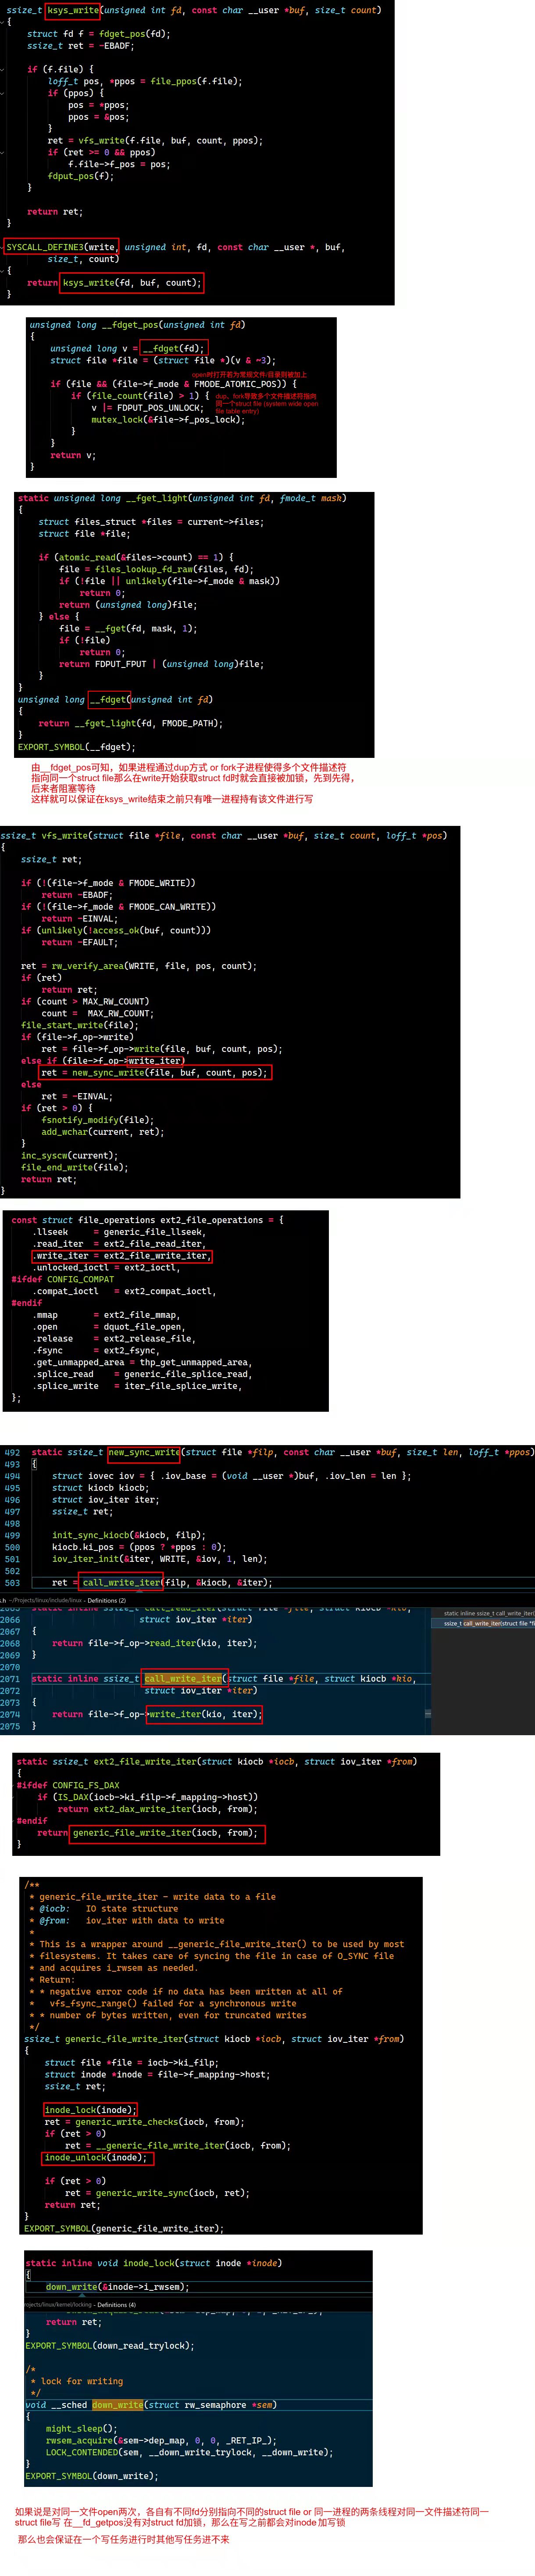 ssize_t ksys_write(unsigned int fd, const char __user *buf, size_t count)
{
struct fd f = fdget_pos(fd);
ssize_t ret = -EBADF;
if (f.file) {
loff_t pos, *ppos = file_ppos(f.file);
if (ppos) {
pos = *ppos;
ppos = &pos;
}
ret = vfs_write(f.file, buf, count, ppos);
if (ret >= 0 && ppos)
f.file->f_pos = pos;
fdput_pos(f);
}
return ret;
}
SYSCALL_DEFINE3(write, unsigned int, fd, const char __user *, buf,
size_t, count)
{
return ksys_write(fd, buf, count);
}
unsigned long __fdget_pos(unsigned int fd)
{
unsigned long v = __fdget(fd);
struct file *file = (struct file *)(v & ~3);
open时打开若为常规文件/目录则被加上
if (file && (file->f_mode & FMODE_ATOMIC_POS)) {
if (file_count(file) > 1) {
dup、fork导致多个文件描述符指向
同一个struct file (system wide open
file table entry)
v |= FDPUT_POS_UNLOCK;
mutex_lock(&file->f_pos_lock);
}
}
return v;
}
static unsigned long __fget_light(unsigned int fd, fmode_t mask)
{
struct files_struct *files = current->files;
struct file *file;
if (atomic_read(&files->count) == 1) {
file = files_lookup_fd_raw(files, fd);
if (!file || unlikely(file->f_mode & mask))
return 0;
return (unsigned long)file;
} else {
file = __fget(fd, mask, 1);
if (!file)
return 0;
return FDPUT_FPUT | (unsigned long)file;
}
}
unsigned long __fdget(unsigned int fd)
{
return __fget_light(fd, FMODE_PATH);
}
EXPORT_SYMBOL(__fdget);
由__fdget_pos可知，如果进程通过dup方式 or fork子进程使得多个文件描述符
指向同一个struct file那么在write开始获取struct fd时就会直接被加锁，先到先得，
后来者阻塞等待
这样就可以保证在ksys_write结束之前只有唯一进程持有该文件进行写
ssize_t vfs_write(struct file *file, const char __user *buf, size_t count, loff_t *pos)
{
ssize_t ret;
if (!(file->f_mode & FMODE_WRITE))
return -EBADF;
if (!(file->f_mode & FMODE_CAN_WRITE))
return -EINVAL;
if (unlikely(!access_ok(buf, count)))
return -EFAULT;
ret = rw_verify_area(WRITE, file, pos, count);
if (ret)
return ret;
if (count > MAX_RW_COUNT)
count =  MAX_RW_COUNT;
file_start_write(file);
if (file->f_op->write)
ret = file->f_op->write(file, buf, count, pos);
else if (file->f_op->write_iter)
ret = new_sync_write(file, buf, count, pos);
else
ret = -EINVAL;
if (ret > 0) {
fsnotify_modify(file);
add_wchar(current, ret);
}
inc_syscw(current);
file_end_write(file);
return ret;
}
const struct file_operations ext2_file_operations = {
.llseek = generic_file_llseek,
.read_iter = ext2_file_read_iter,
.write_iter = ext2_file_write_iter,
.unlocked_ioctl = ext2_ioctl,
#ifdef CONFIG_COMPAT
.compat_ioctl = ext2_compat_ioctl,
#endif
.mmap = ext2_file_mmap,
.open = dquot_file_open,
.release = ext2_release_file,
.fsync = ext2_fsync,
.get_unmapped_area = thp_get_unmapped_area,
.splice_read = generic_file_splice_read,
.splice_write = iter_file_splice_write,
};
492 static ssize_t new_sync_write(struct file *filp, const char __user *buf, size_t len, loff_t *ppos)
493 {
494 struct iovec iov = { .iov_base = (void __user *)buf, .iov_len = len };
495 struct kiocb kiocb;
496 struct iov_iter iter;
497 ssize_t ret;
498
499 init_sync_kiocb(&kiocb, filp);
500 kiocb.ki_pos = (ppos ? *ppos : 0);
501 iov_iter_init(&iter, WRITE, &iov, 1, len);
502
503 ret = call_write_iter(filp, &kiocb, &iter);
s.h ~/Projects/linux/include/linux - Definitions (2)
2065 static inline ssize_t call_read_iter(struct file *file, struct kiocb *kio,
static inline ssize_t call_write_iter(
2066 struct iov_iter *iter)
ssize_t call_write_iter(struct file *fi
2067 {
2068 return file->f_op->read_iter(kio, iter);
2069 }
2070
2071 static inline ssize_t call_write_iter(struct file *file, struct kiocb *kio,
2072 struct iov_iter *iter)
2073 {
2074 return file->f_op->write_iter(kio, iter);
2075 }
static ssize_t ext2_file_write_iter(struct kiocb *iocb, struct iov_iter *from)
{
#ifdef CONFIG_FS_DAX
if (IS_DAX(iocb->ki_filp->f_mapping->host))
return ext2_dax_write_iter(iocb, from);
#endif
return generic_file_write_iter(iocb, from);
}
/**
* generic_file_write_iter - write data to a file
* @iocb: IO state structure
* @from: iov_iter with data to write
*
* This is a wrapper around __generic_file_write_iter() to be used by most
* filesystems. It takes care of syncing the file in case of O_SYNC file
* and acquires i_rwsem as needed.
* Return:
* * negative error code if no data has been written at all of
* vfs_fsync_range() failed for a synchronous write
* * number of bytes written, even for truncated writes
*/
ssize_t generic_file_write_iter(struct kiocb *iocb, struct iov_iter *from)
{
struct file *file = iocb->ki_filp;
struct inode *inode = file->f_mapping->host;
ssize_t ret;
inode_lock(inode);
ret = generic_write_checks(iocb, from);
if (ret > 0)
ret = __generic_file_write_iter(iocb, from);
inode_unlock(inode);
if (ret > 0)
ret = generic_write_sync(iocb, ret);
return ret;
}
EXPORT_SYMBOL(generic_file_write_iter);
static inline void inode_lock(struct inode *inode)
{
down_write(&inode->i_rwsem);
rojects/linux/kernel/locking - Definitions (4)
return ret;
}
EXPORT_SYMBOL(down_read_trylock);
/*
* lock for writing
*/
void __sched down_write(struct rw_semaphore *sem)
{
might_sleep();
rwsem_acquire(&sem->dep_map, 0, 0, _RET_IP_);
LOCK_CONTENDED(sem, __down_write_trylock, __down_write);
}
EXPORT_SYMBOL(down_write);
如果说是对同一文件open两次，各自有不同fd分别指向不同的struct file or 同一进程的两条线程对同一文件描述符同一
struct file写 在__fd_getpos没有对struct fd加锁，那么在写之前都会对inode加写锁
那么也会保证在一个写任务进行时其他写任务进不来